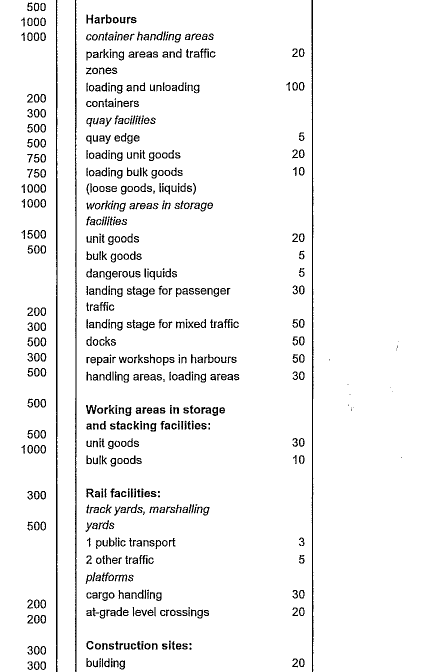 500
1000
1000
200
300
500
500
750
750
1000
1000
1500
500
200
300
500
300
500
500
500
1000
300
500
200
200
300
300
Harbours
container handling areas
parking areas and traffic 20
zones
loading and unloading 100
containers
quay facilities
quay edge 5
loading unit goods 20
loading bulk goods 10
(loose goods, liquids)
working areas in storage
facilities
unit goods 20
bulk goods 5
dangerous liquids 5
landing stage for passenger 30
traffic
landing stage for mixed traffic 50
docks 50
repair workshops in harbours 50
handling areas, loading areas 30
Working areas in storage
and stacking facilities:
unit goods 30
bulk goods 10
Rail facilities:
track yards, marshalling
yards
1 public transport 3
2 other traffic 5
platforms
cargo handling 30
at-grade level crossings 20
Construction sites:
building 20